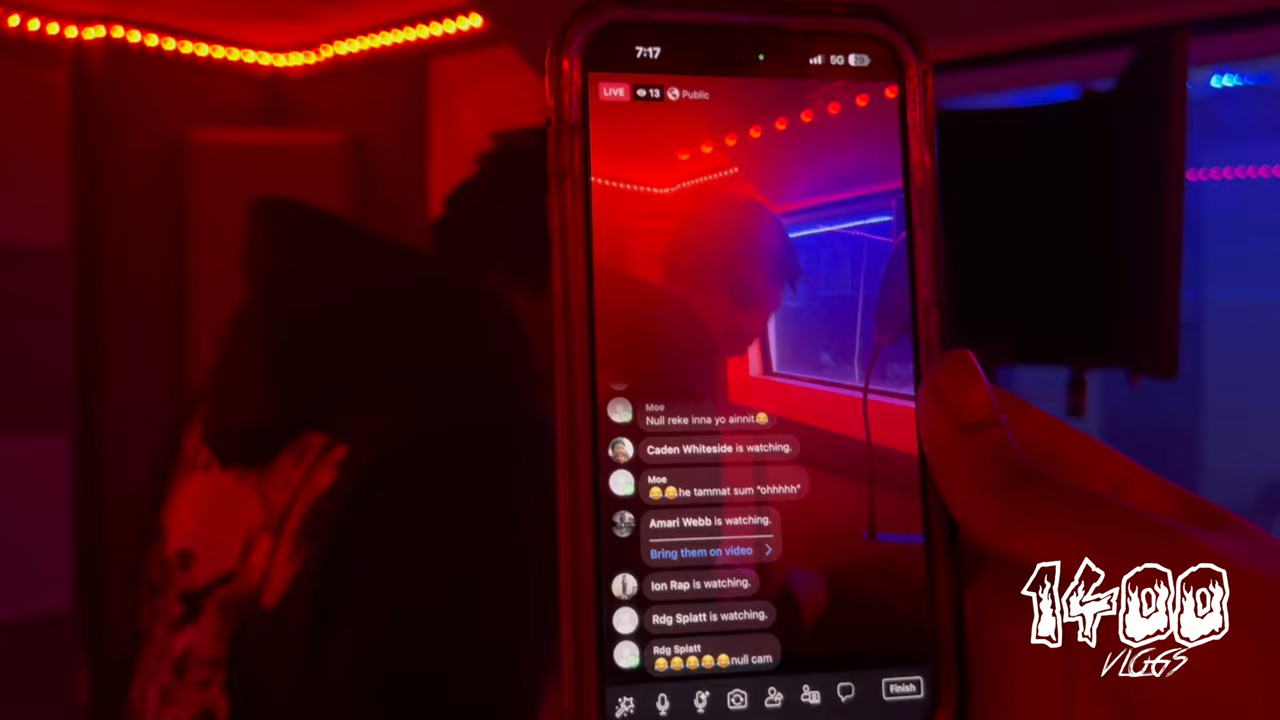 7:17
5G 29
LIVE 13 Public
Moe
Null reke inna yo ainnit😂
Caden Whiteside is watching.
Moe
😂😂he tammat sum "ohhhhh"
Amari Webb is watching.
Bring them on video
Ion Rap is watching.
Rdg Splatt is watching.
Rdg Splatt
😂😂😂😂😂null cam
Finish
1400
VLGGS